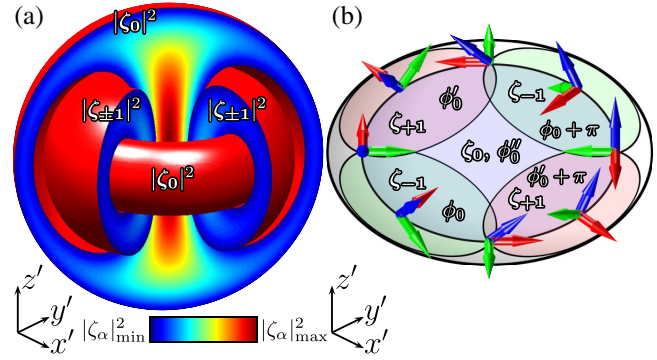 (a)
|ζ₀|²
|ζ±₁|² |ζ±₁|²
|ζ₀|²
z′
y′
x′
|ζα|²min |ζα|²max
(b)
ϕ′₀ ζ₋₁
ζ₊₁ ϕ₀ + π
ζ₀, ϕ″₀
ζ₋₁ ϕ′₀ + π
ϕ₀ ζ₊₁
z′
y′
x′